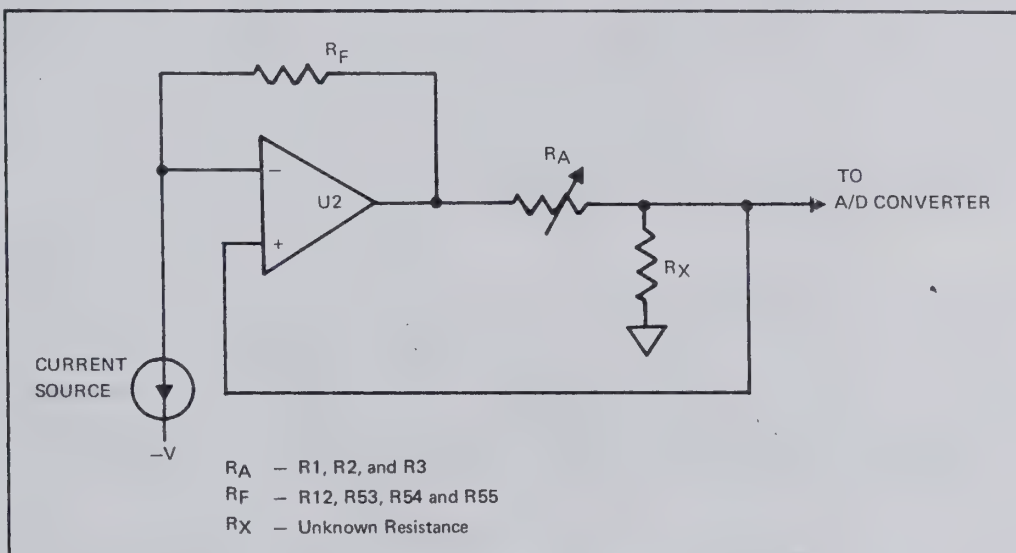 RF
−
U2
+
RA
TO
A/D CONVERTER
RX
CURRENT
SOURCE
−V
RA − R1, R2, and R3
RF − R12, R53, R54 and R55
RX − Unknown Resistance